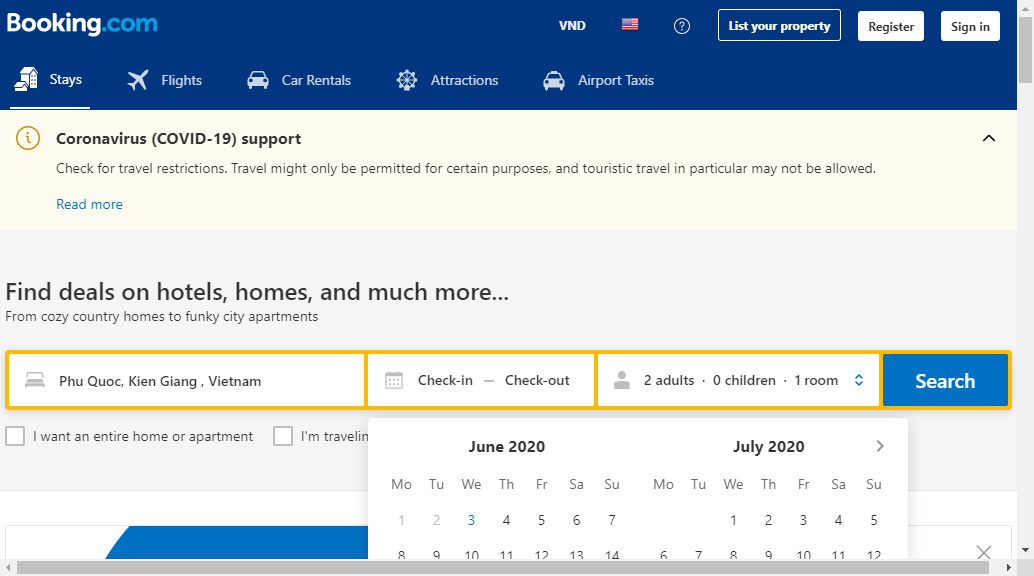 Booking.com
VND
List your property
Register
Sign in
Stays
Flights
Car Rentals
Attractions
Airport Taxis
Coronavirus (COVID-19) support
Check for travel restrictions. Travel might only be permitted for certain purposes, and touristic travel in particular may not be allowed.
Read more
Find deals on hotels, homes, and much more...
From cozy country homes to funky city apartments
Phu Quoc, Kien Giang , Vietnam
Check-in — Check-out
2 adults · 0 children · 1 room
Search
I want an entire home or apartment
I'm travelin
June 2020
Mo Tu We Th Fr Sa Su
1 2 3 4 5 6 7
8 9 10 11 12 13 14
July 2020
Mo Tu We Th Fr Sa Su
1 2 3 4 5
6 7 8 9 10 11 12